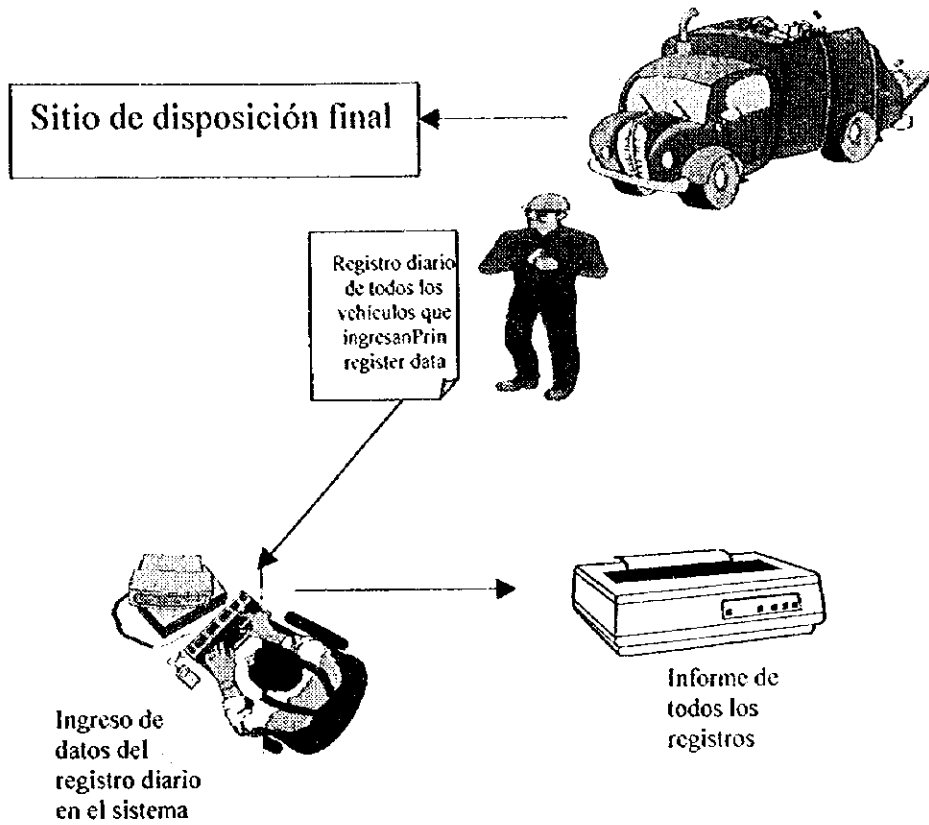 Sitio de disposición final
Registro diario
de todos los
vehículos que
ingresanPrin
register data
Ingreso de
datos del
registro diario
en el sistema
Informe de
todos los
registros